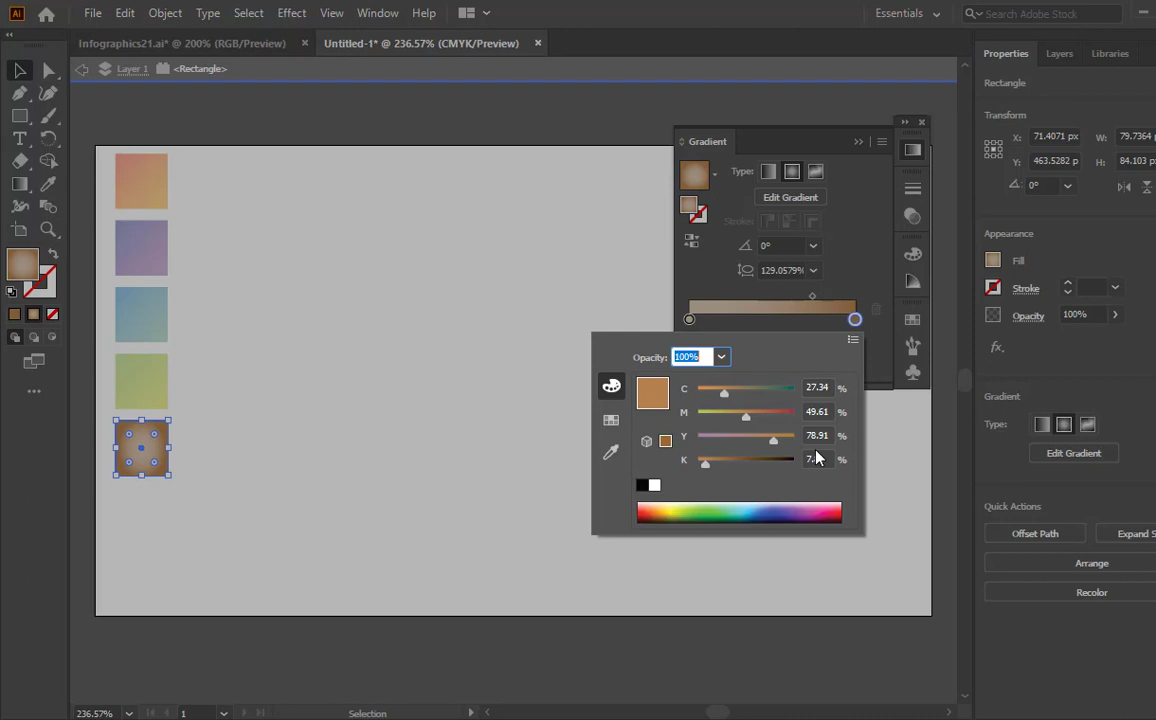 Ai File Edit Object Type Select Effect View Window Help Essentials Search Adobe Stock
Infographics21.ai* @ 200% (RGB/Preview) × Untitled-1* @ 236.57% (CMYK/Preview) ×
Layer 1 <Rectangle>
Properties Layers Libraries
Rectangle
Transform
X: 71.4071 px W: 79.7364
Y: 463.5282 p H: 84.103 px
0°
Appearance
Fill
Stroke
Opacity 100%
fx.
Gradient
Type:
Edit Gradient
Quick Actions
Offset Path Expand S
Arrange
Recolor
Gradient
Type:
Edit Gradient
Stroke:
0°
129.0579%
Opacity: 100%
C 27.34 %
M 49.61 %
Y 78.91 %
K 7. %
236.57% 1 Selection